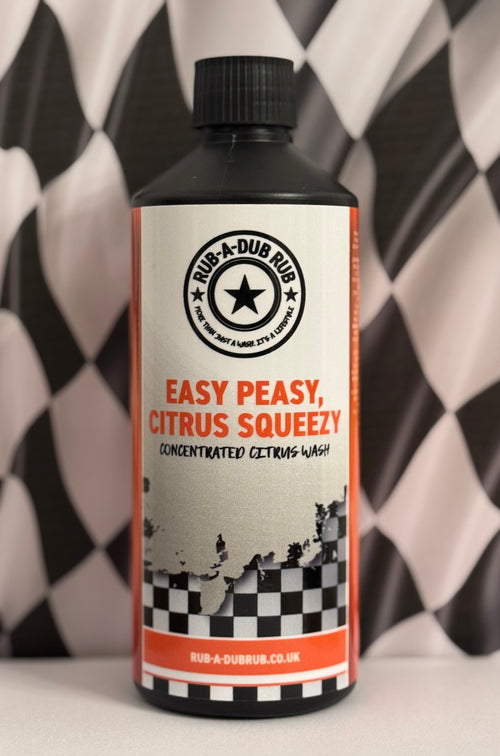 RUB-A-DUB RUB
MORE THAN JUST A WASH. IT'S A LIFESTYLE
EASY PEASY,
CITRUS SQUEEZY
CONCENTRATED CITRUS WASH
RUB-A-DUBRUB.CO.UK